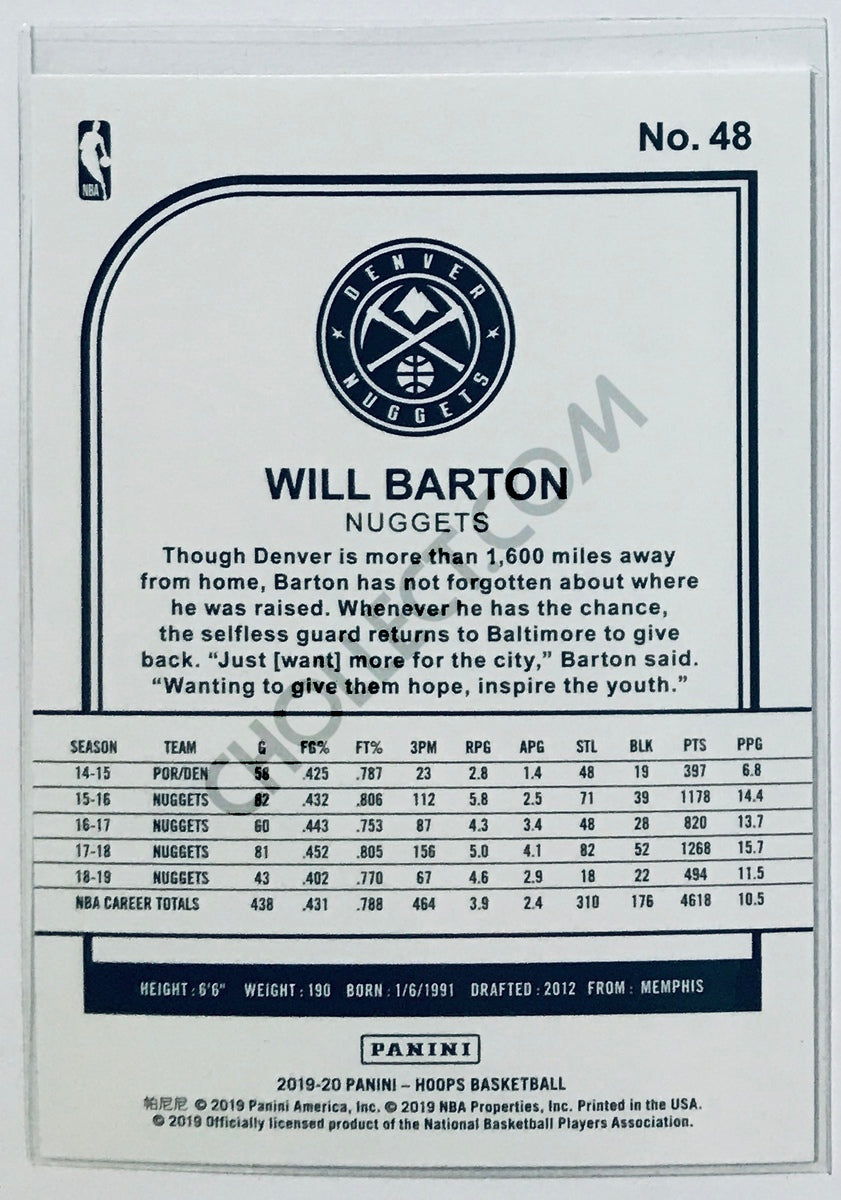 No. 48
NBA
DENVER
NUGGETS
WILL BARTON
NUGGETS
Though Denver is more than 1,600 miles away
from home, Barton has not forgotten about where
he was raised. Whenever he has the chance,
the selfless guard returns to Baltimore to give
back. “Just [want] more for the city,” Barton said.
“Wanting to give them hope, inspire the youth.”
CHOLLECT.COM
SEASON TEAM G FG% FT% 3PM RPG APG STL BLK PTS PPG
14-15 POR/DEN 58 .425 .787 23 2.8 1.4 48 19 397 6.8
15-16 NUGGETS 82 .432 .806 112 5.8 2.5 71 39 1178 14.4
16-17 NUGGETS 60 .443 .753 87 4.3 3.4 48 28 820 13.7
17-18 NUGGETS 81 .452 .805 156 5.0 4.1 82 52 1268 15.7
18-19 NUGGETS 43 .402 .770 67 4.6 2.9 18 22 494 11.5
NBA CAREER TOTALS 438 .431 .788 464 3.9 2.4 310 176 4618 10.5
HEIGHT : 6'6" WEIGHT : 190 BORN : 1/6/1991 DRAFTED : 2012 FROM : MEMPHIS
PANINI
2019-20 PANINI – HOOPS BASKETBALL
帕尼尼 © 2019 Panini America, Inc. © 2019 NBA Properties, Inc. Printed in the USA.
© 2019 Officially licensed product of the National Basketball Players Association.